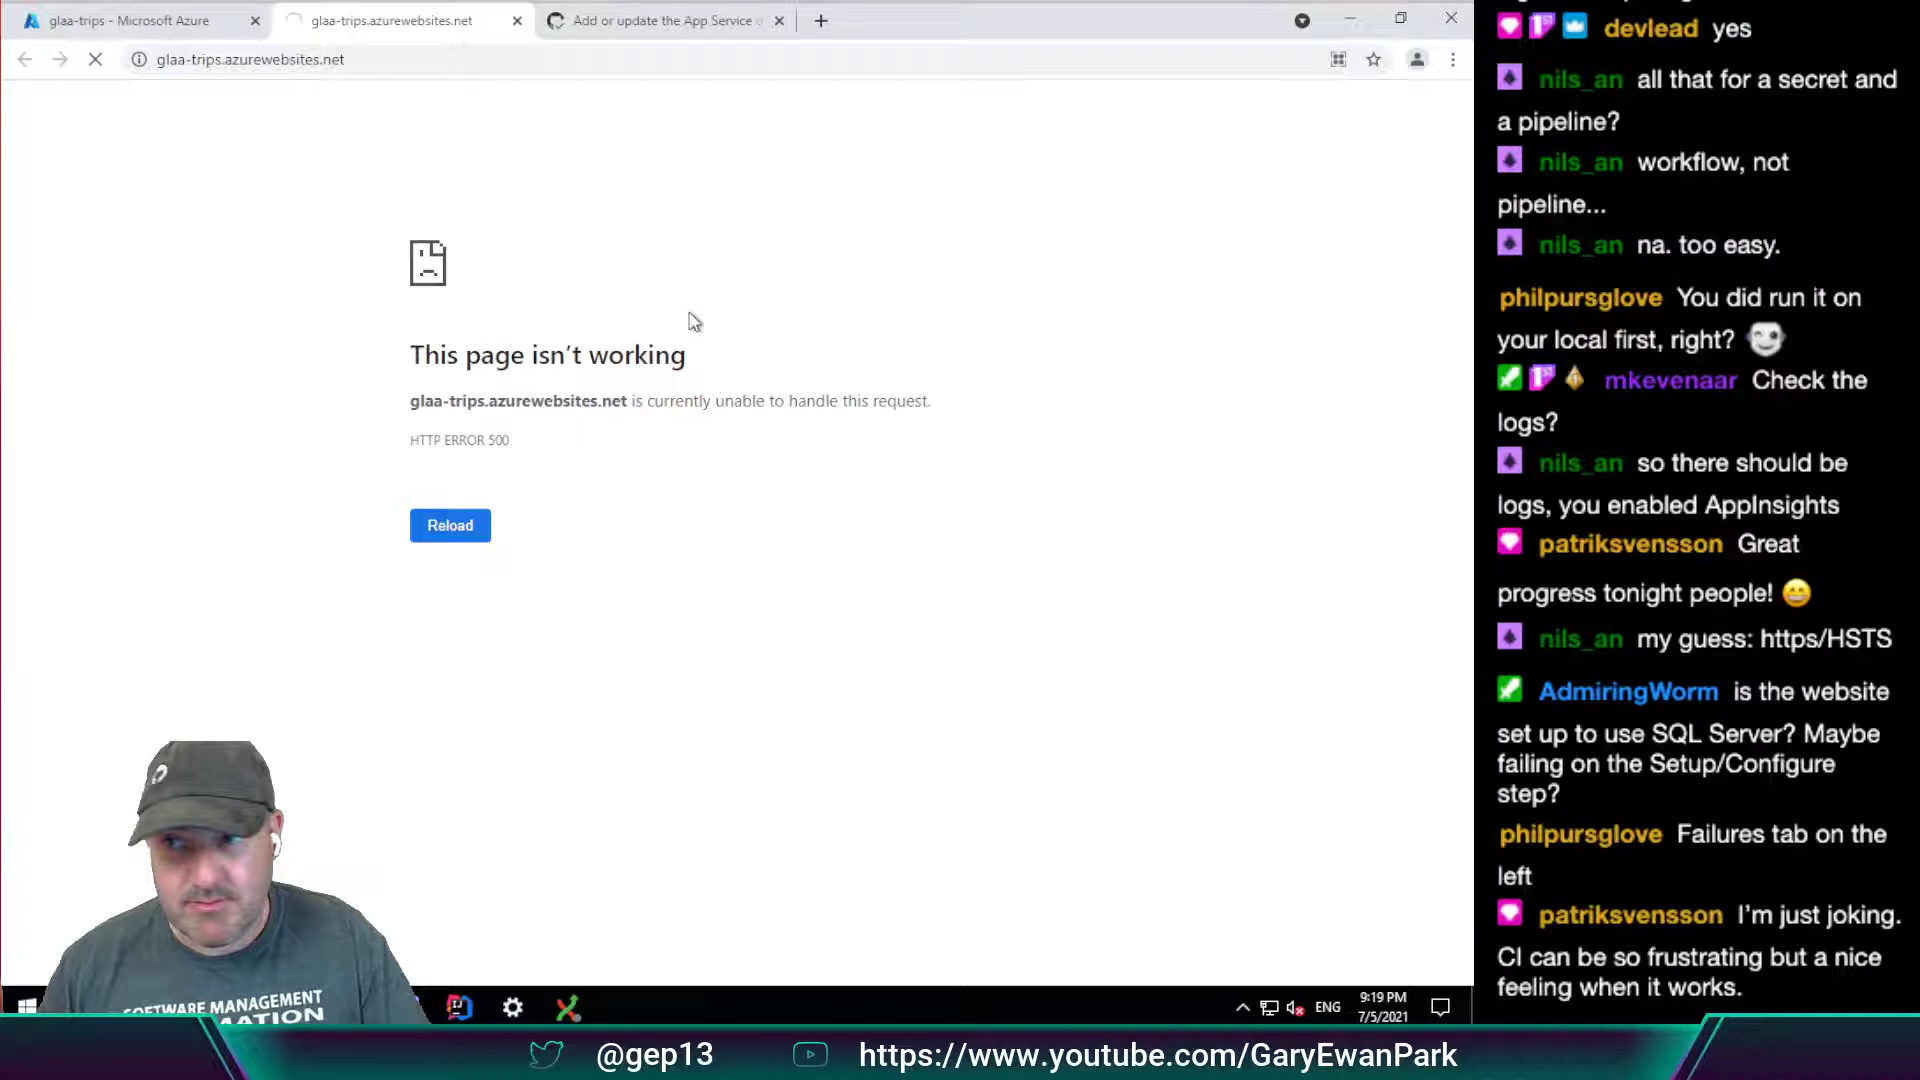 glaa-trips - Microsoft Azure
glaa-trips.azurewebsites.net
Add or update the App Service
glaa-trips.azurewebsites.net
This page isn’t working
glaa-trips.azurewebsites.net is currently unable to handle this request.
HTTP ERROR 500
Reload
SOFTWARE MANAGEMENT
ENG
9:19 PM
7/5/2021
@gep13
https://www.youtube.com/GaryEwanPark
devlead yes
nils_an all that for a secret and
a pipeline?
nils_an workflow, not
pipeline...
nils_an na. too easy.
philpursglove You did run it on
your local first, right?
mkevenaar Check the
logs?
nils_an so there should be
logs, you enabled AppInsights
patriksvensson Great
progress tonight people!
nils_an my guess: https/HSTS
AdmiringWorm is the website
set up to use SQL Server? Maybe
failing on the Setup/Configure
step?
philpursglove Failures tab on the
left
patriksvensson I’m just joking.
CI can be so frustrating but a nice
feeling when it works.